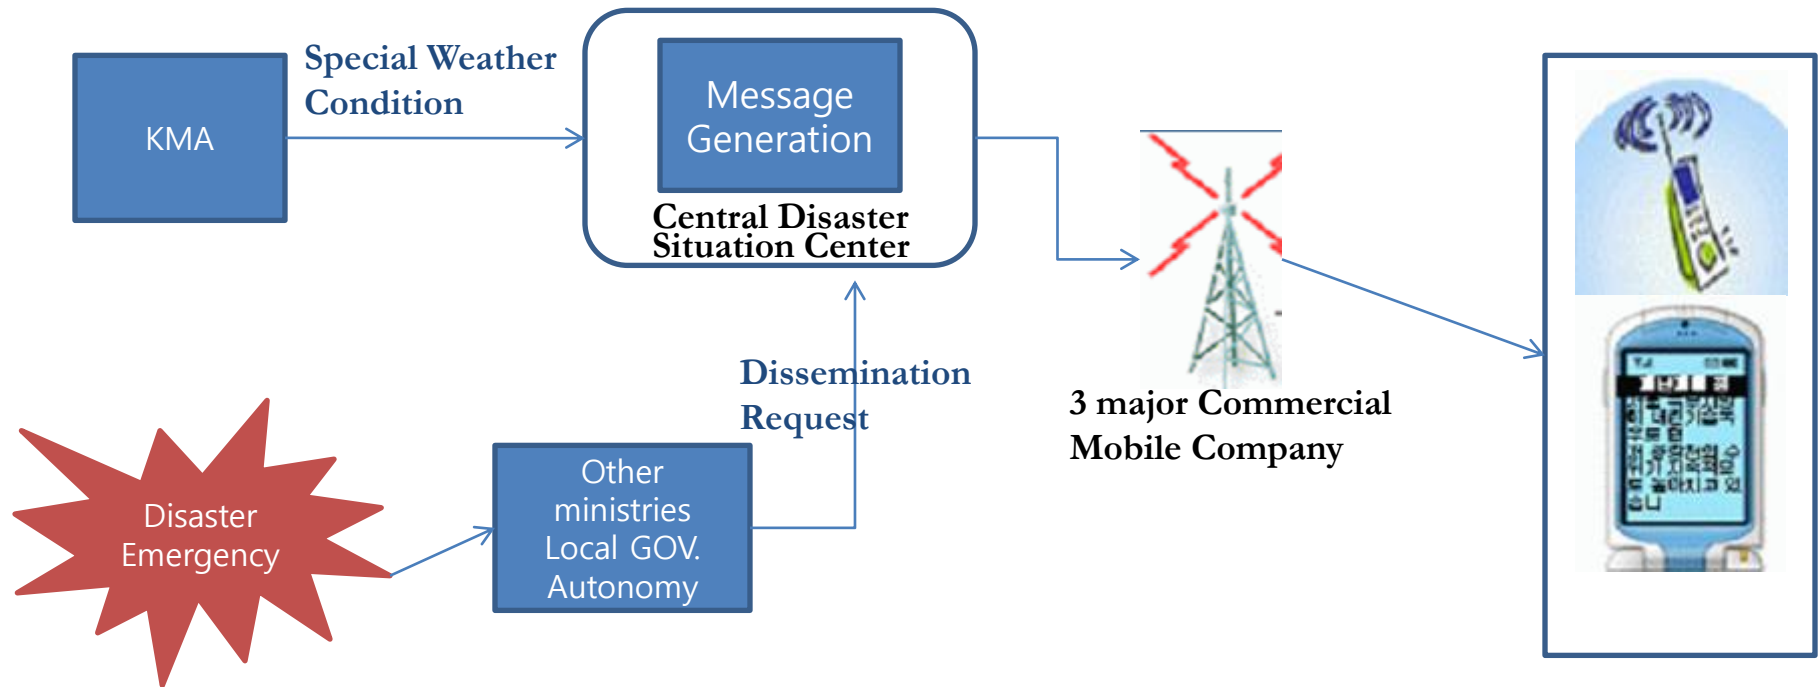 KMA
Special Weather
Condition
Message
Generation
Central Disaster
Situation Center
Dissemination
Request
3 major Commercial
Mobile Company
Disaster
Emergency
Other
ministries
Local GOV.
Autonomy